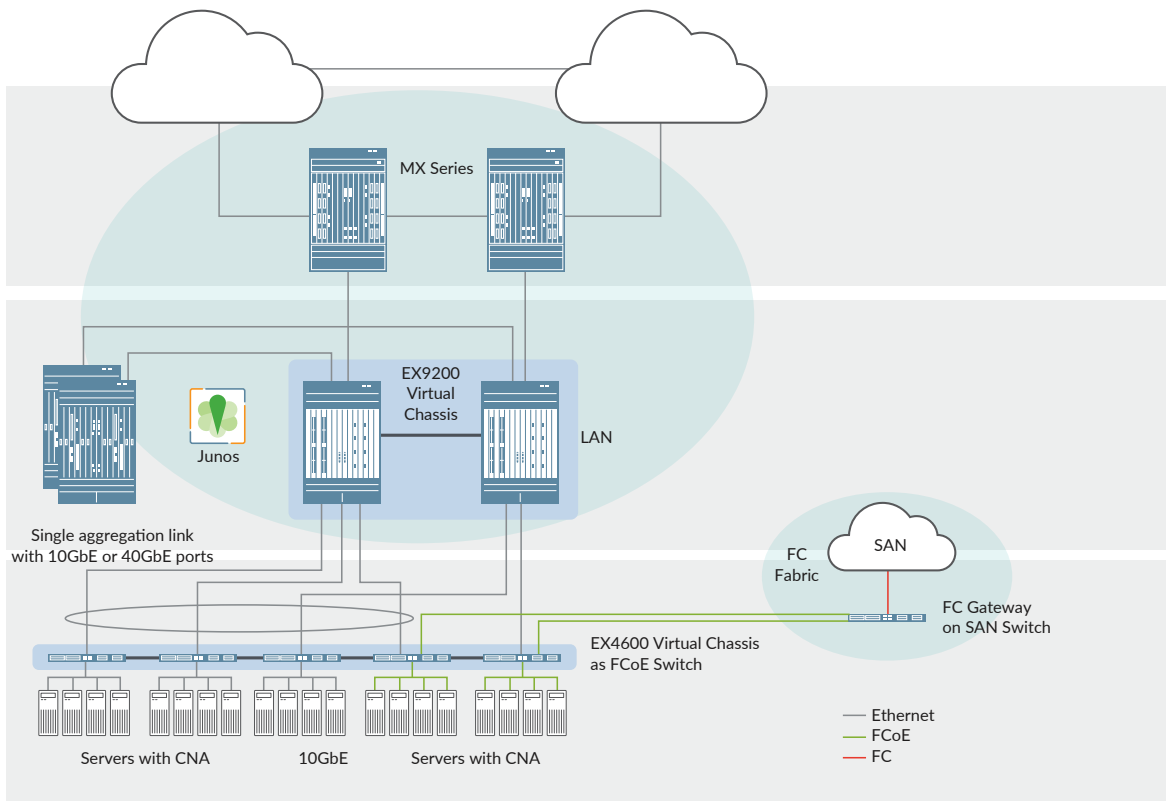 MX Series
EX9200
Virtual
Chassis
LAN
Junos
Single aggregation link
with 10GbE or 40GbE ports
SAN
FC
Fabric
FC Gateway
on SAN Switch
EX4600 Virtual Chassis
as FCoE Switch
Servers with CNA
10GbE
Servers with CNA
Ethernet
FCoE
FC